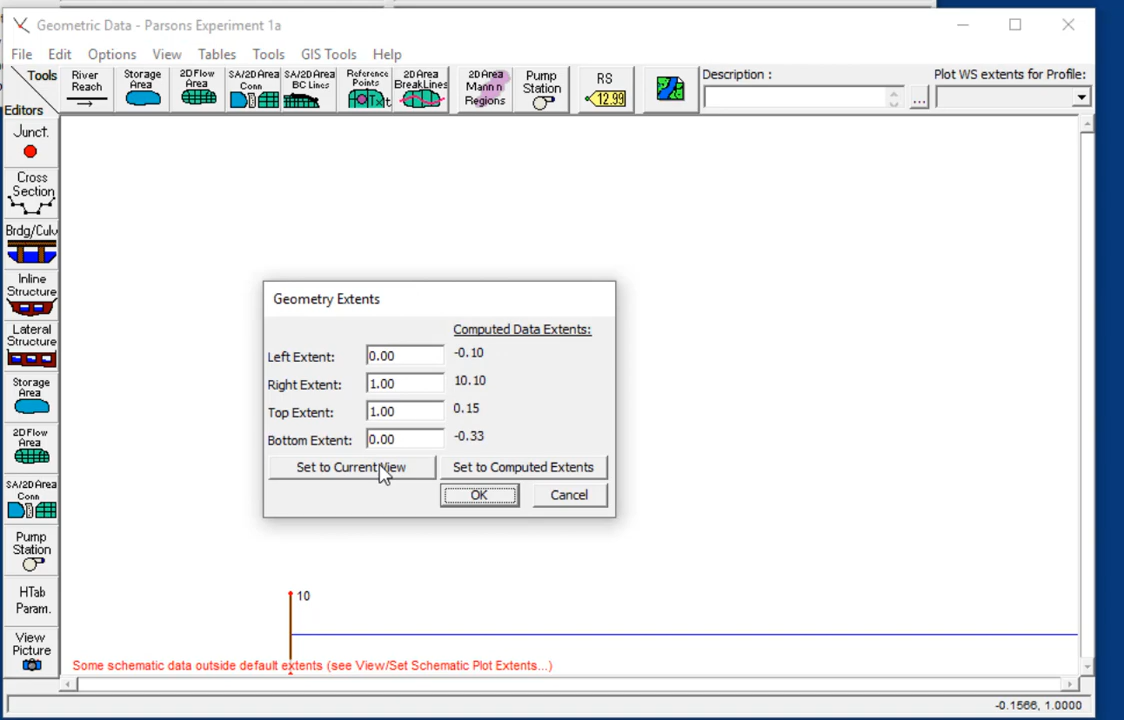 Geometric Data - Parsons Experiment 1a
File Edit Options View Tables Tools GIS Tools Help
Tools
Editors
River
Reach
Storage
Area
2D Flow
Area
SA/2D Area
Conn
SA/2D Area
BC Lines
Reference
Points
2D Area
BreakLines
2D Area
Mann n
Regions
Pump
Station
RS
12.99
Description :
...
Plot WS extents for Profile:
Junct.
Cross
Section
Brdg/Culv
Inline
Structure
Lateral
Structure
Storage
Area
2D Flow
Area
SA/2D Area
Conn
Pump
Station
HTab
Param.
View
Picture
Geometry Extents
Computed Data Extents:
Left Extent: 0.00 -0.10
Right Extent: 1.00 10.10
Top Extent: 1.00 0.15
Bottom Extent: 0.00 -0.33
Set to Current View Set to Computed Extents
OK Cancel
10
Some schematic data outside default extents (see View/Set Schematic Plot Extents...)
-0.1566, 1.0000